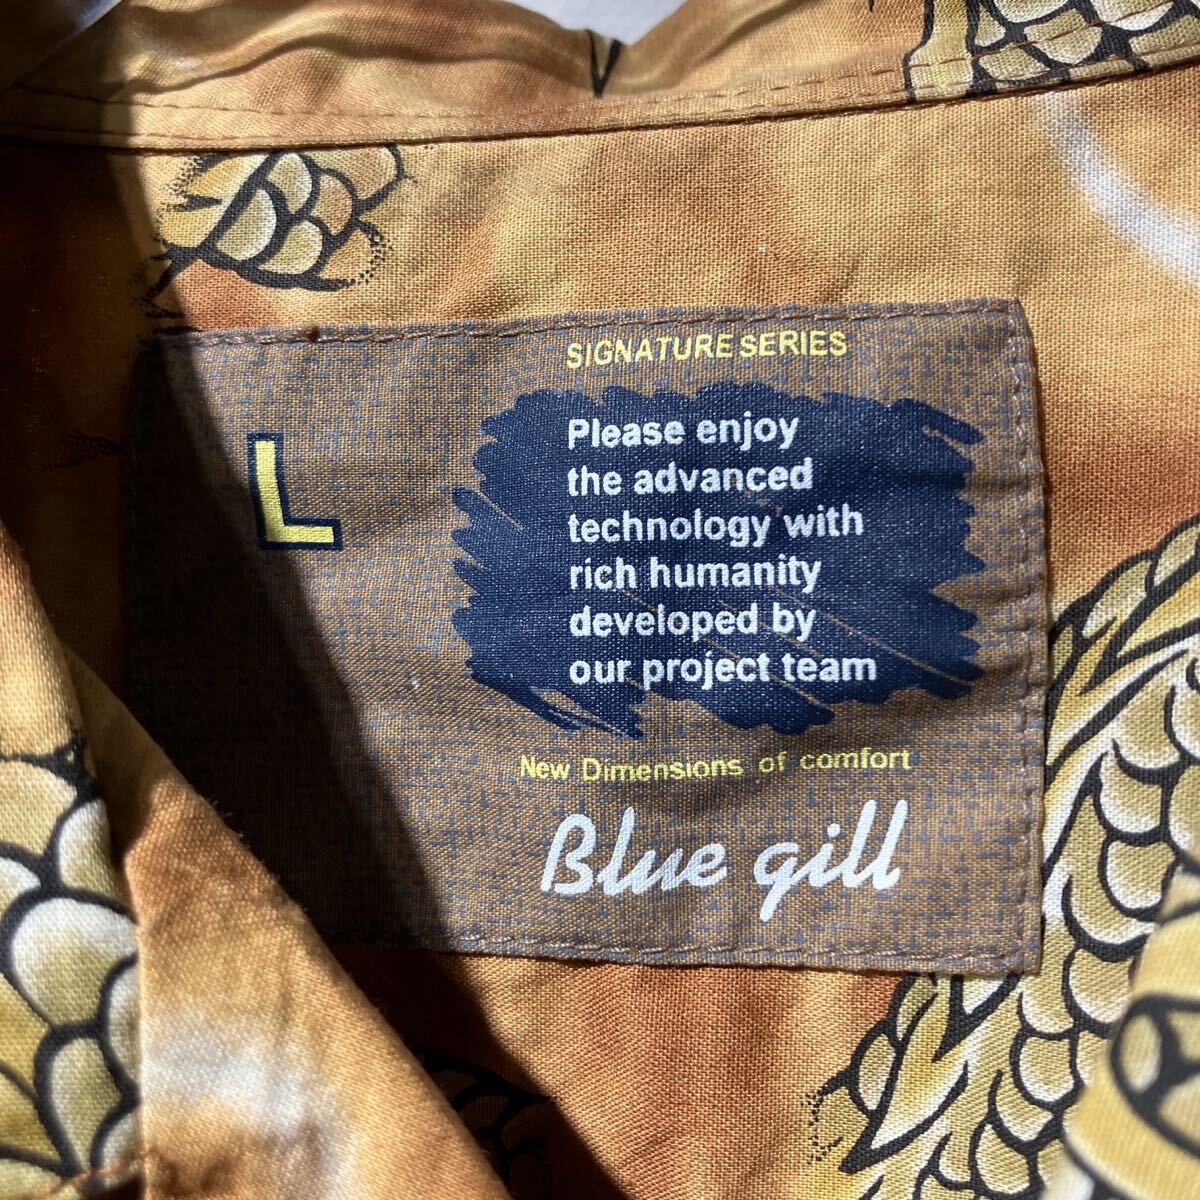 SIGNATURE SERIES
L
Please enjoy
the advanced
technology with
rich humanity
developed by
our project team
New Dimensions of comfort
Blue gill